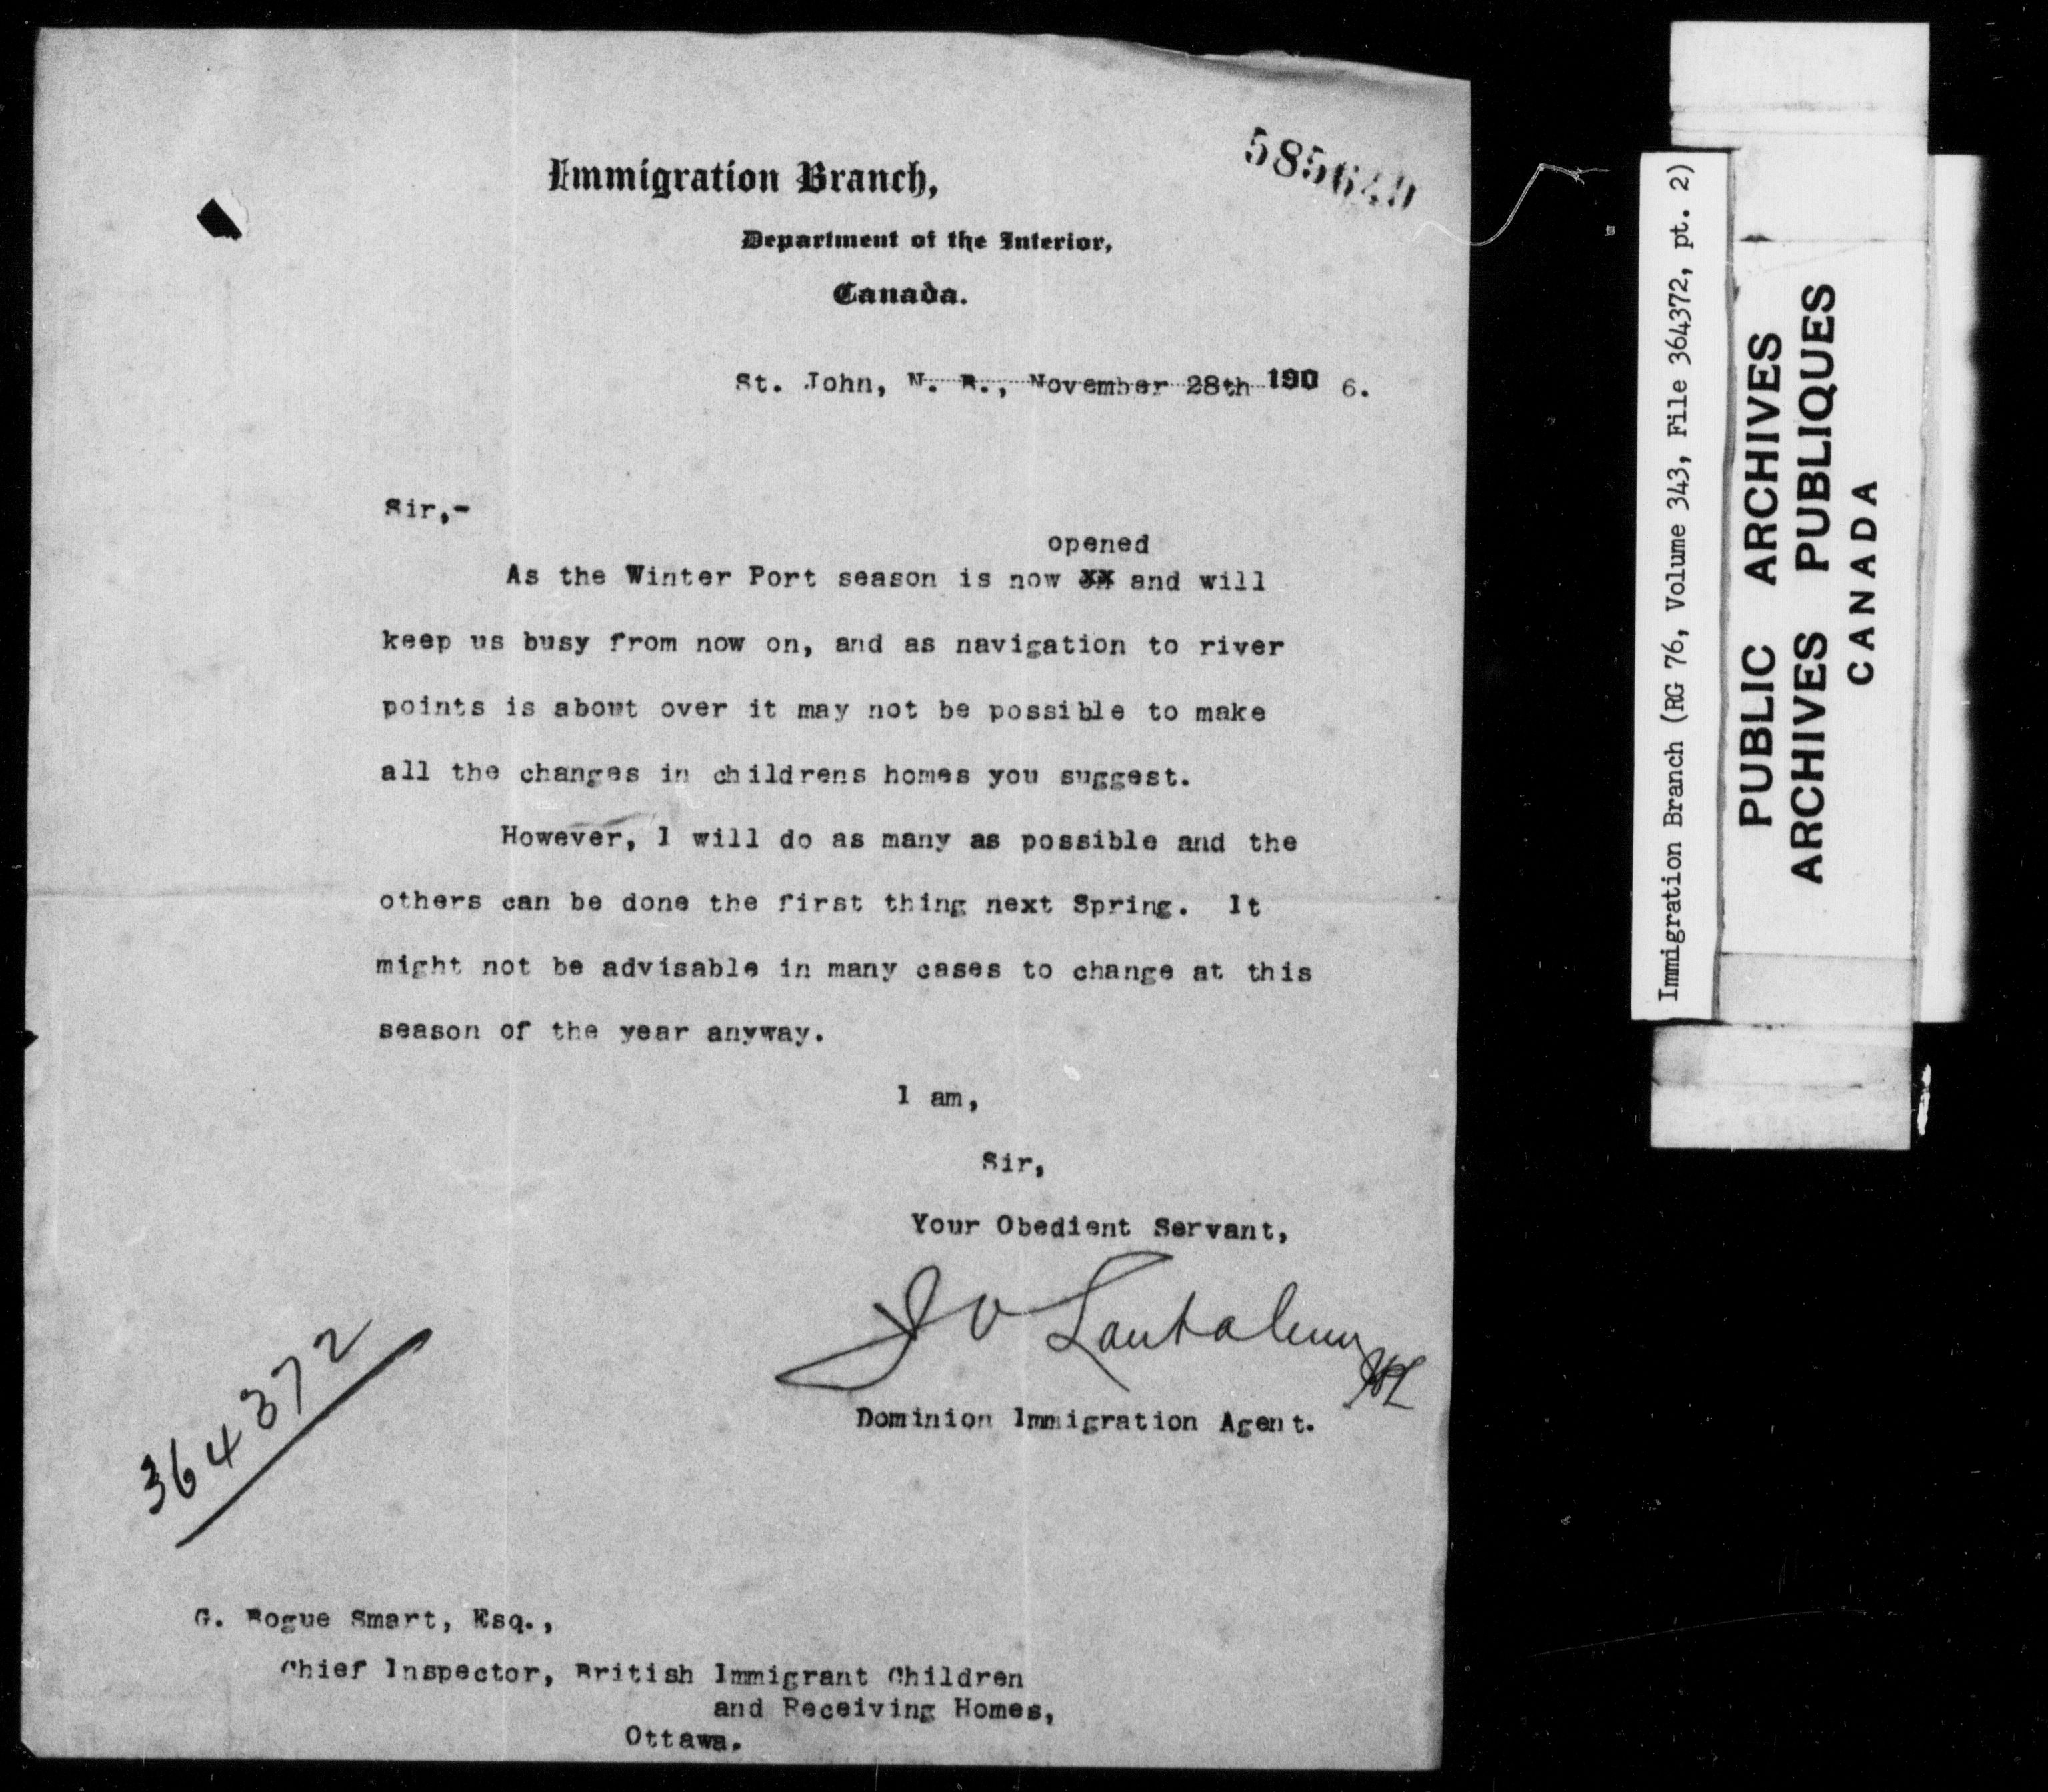 585640
Immigration Branch,
Department of the Interior,
Canada.
St. John, N. B., November 28th 190 6.
Sir,-
opened
As the Winter Port season is now xx and will
keep us busy from now on, and as navigation to river
points is about over it may not be possible to make
all the changes in childrens homes you suggest.
However, I will do as many as possible and the
others can be done the first thing next Spring. It
might not be advisable in many cases to change at this
season of the year anyway.
I am,
Sir,
Your Obedient Servant,
Dominion Immigration Agent.
364372
G. Bogue Smart, Esq.,
Chief Inspector, British Immigrant Children
and Receiving Homes,
Ottawa.
Immigration Branch (RG 76, Volume 343, File 364372, pt. 2)
PUBLIC ARCHIVES
ARCHIVES PUBLIQUES
CANADA